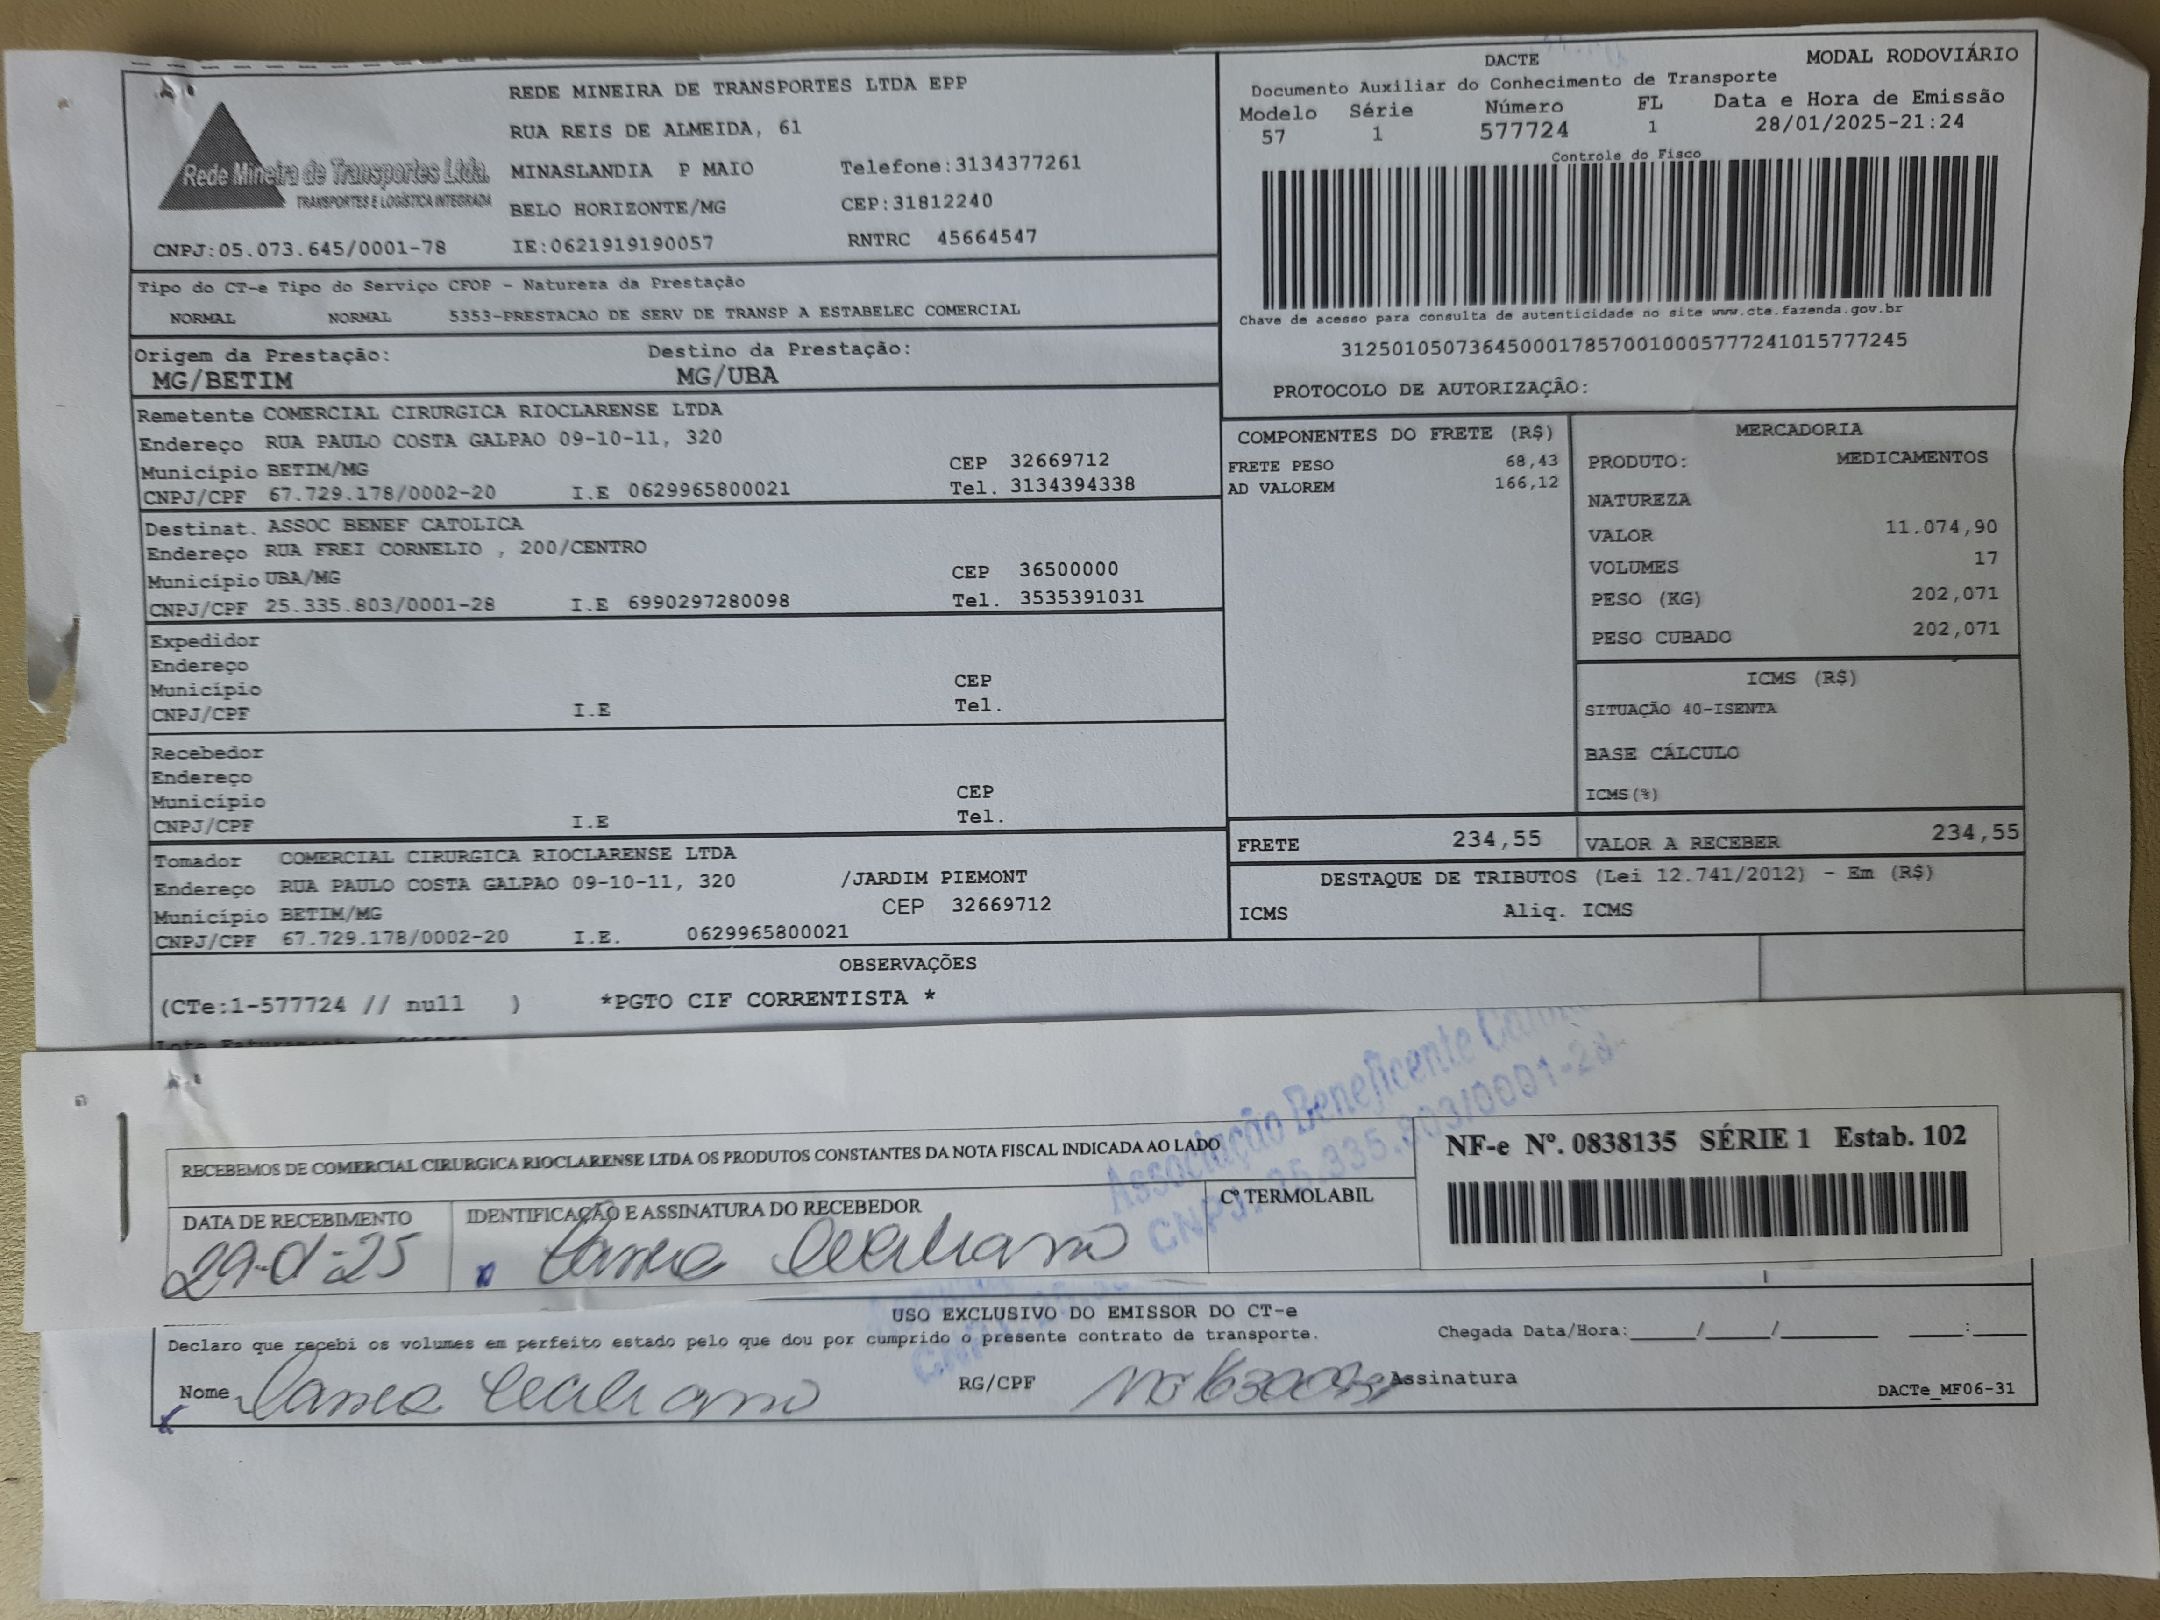 REDE MINEIRA DE TRANSPORTES LTDA EPP
RUA REIS DE ALMEIDA, 61
Rede Mineira de Transportes Ltda.
TRANSPORTES E LOGÍSTICA INTEGRADA
MINASLANDIA P MAIO Telefone:3134377261
BELO HORIZONTE/MG CEP:31812240
CNPJ:05.073.645/0001-78 IE:0621919190057 RNTRC 45664547
DACTE MODAL RODOVIÁRIO
Documento Auxiliar do Conhecimento de Transporte
Modelo Série Número FL Data e Hora de Emissão
57 1 577724 1 28/01/2025-21:24
Controle do Fisco
Chave de acesso para consulta de autenticidade no site www.cte.fazenda.gov.br
31250105073645000178570010005777241015777245
PROTOCOLO DE AUTORIZAÇÃO:
Tipo do CT-e Tipo do Serviço CFOP - Natureza da Prestação
NORMAL NORMAL 5353-PRESTACAO DE SERV DE TRANSP A ESTABELEC COMERCIAL
Origem da Prestação: Destino da Prestação:
MG/BETIM MG/UBA
Remetente COMERCIAL CIRURGICA RIOCLARENSE LTDA
Endereço RUA PAULO COSTA GALPAO 09-10-11, 320
Município BETIM/MG CEP 32669712
CNPJ/CPF 67.729.178/0002-20 I.E 0629965800021 Tel. 3134394338
Destinat. ASSOC BENEF CATOLICA
Endereço RUA FREI CORNELIO , 200/CENTRO
Município UBA/MG CEP 36500000
CNPJ/CPF 25.335.803/0001-28 I.E 6990297280098 Tel. 3535391031
Expedidor
Endereço
Município CEP
CNPJ/CPF I.E Tel.
Recebedor
Endereço
Município CEP
CNPJ/CPF I.E Tel.
Tomador COMERCIAL CIRURGICA RIOCLARENSE LTDA
Endereço RUA PAULO COSTA GALPAO 09-10-11, 320 /JARDIM PIEMONT
Município BETIM/MG CEP 32669712
CNPJ/CPF 67.729.178/0002-20 I.E. 0629965800021
COMPONENTES DO FRETE (R$)
FRETE PESO 68,43
AD VALOREM 166,12
MERCADORIA
PRODUTO: MEDICAMENTOS
NATUREZA
VALOR 11.074,90
VOLUMES 17
PESO (KG) 202,071
PESO CUBADO 202,071
ICMS (R$)
SITUAÇÃO 40-ISENTA
BASE CÁLCULO
ICMS(%)
FRETE 234,55 VALOR A RECEBER 234,55
DESTAQUE DE TRIBUTOS (Lei 12.741/2012) - Em (R$)
ICMS Aliq. ICMS
OBSERVAÇÕES
(CTe:1-577724 // null ) *PGTO CIF CORRENTISTA *
Associação Beneficente
CNPJ: 25.335.803/0001-28
RECEBEMOS DE COMERCIAL CIRURGICA RIOCLARENSE LTDA OS PRODUTOS CONSTANTES DA NOTA FISCAL INDICADA AO LADO
DATA DE RECEBIMENTO IDENTIFICAÇÃO E ASSINATURA DO RECEBEDOR Cº TERMOLABIL
NF-e Nº. 0838135 SÉRIE 1 Estab. 102
USO EXCLUSIVO DO EMISSOR DO CT-e
Declaro que recebi os volumes em perfeito estado pelo que dou por cumprido o presente contrato de transporte. Chegada Data/Hora:____/____/______ ____:____
Nome RG/CPF Assinatura
DACTe_MF06-31